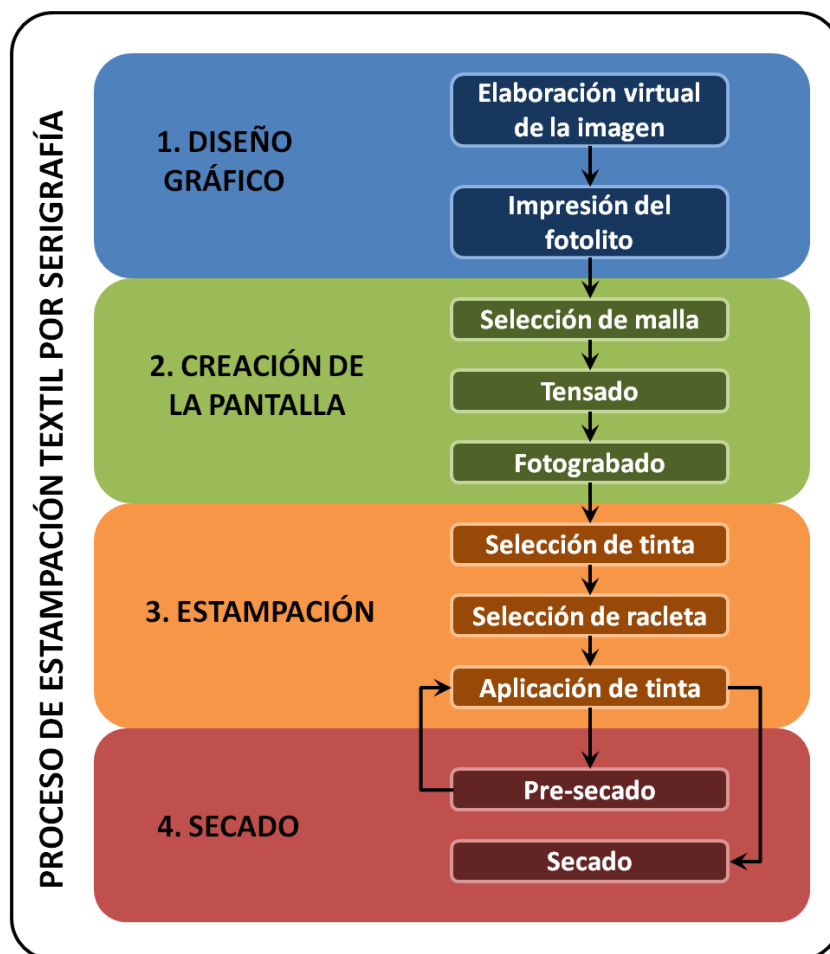 PROCESO DE ESTAMPACIÓN TEXTIL POR SERIGRAFÍA
1. DISEÑO
GRÁFICO
Elaboración virtual
de la imagen
Impresión del
fotolito
2. CREACIÓN DE
LA PANTALLA
Selección de malla
Tensado
Fotograbado
3. ESTAMPACIÓN
Selección de tinta
Selección de racleta
Aplicación de tinta
4. SECADO
Pre-secado
Secado